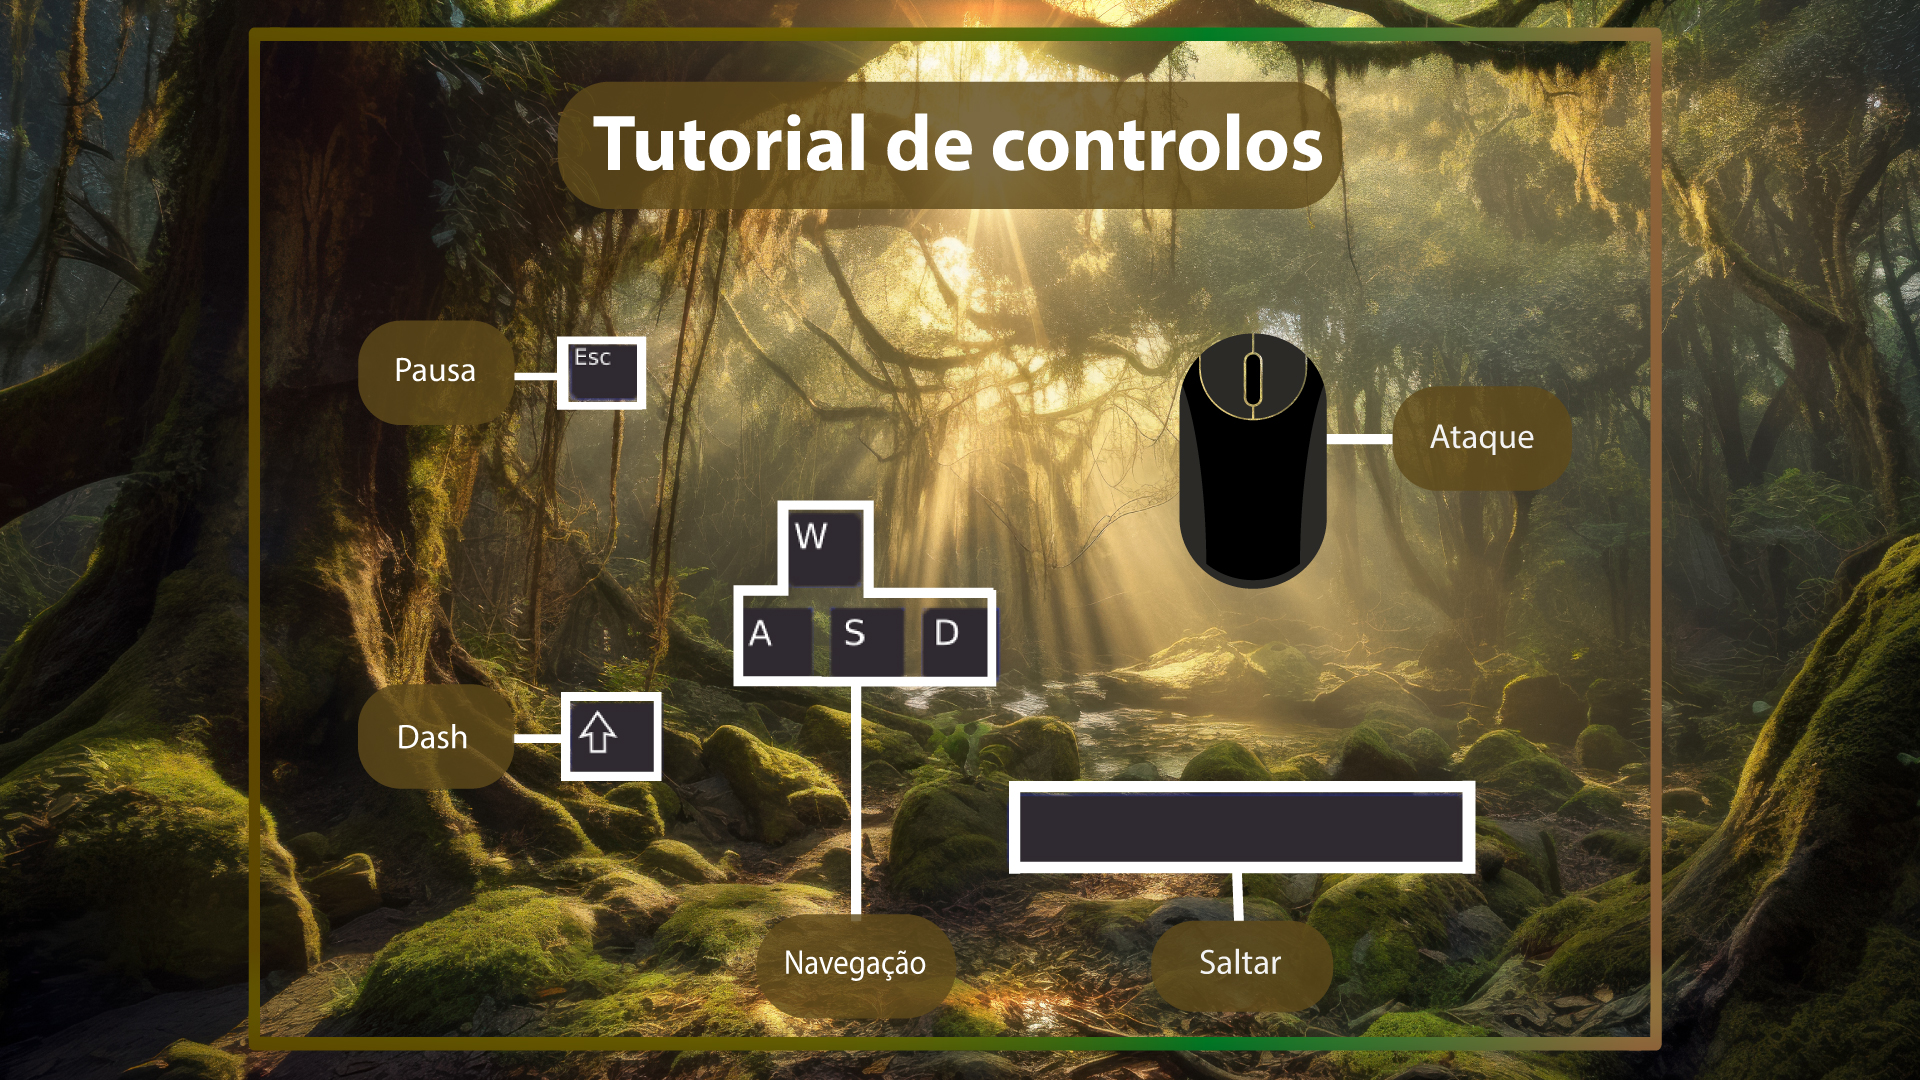 Tutorial de controlos
Pausa
Esc
Ataque
W
A S D
Dash
Navegação
Saltar